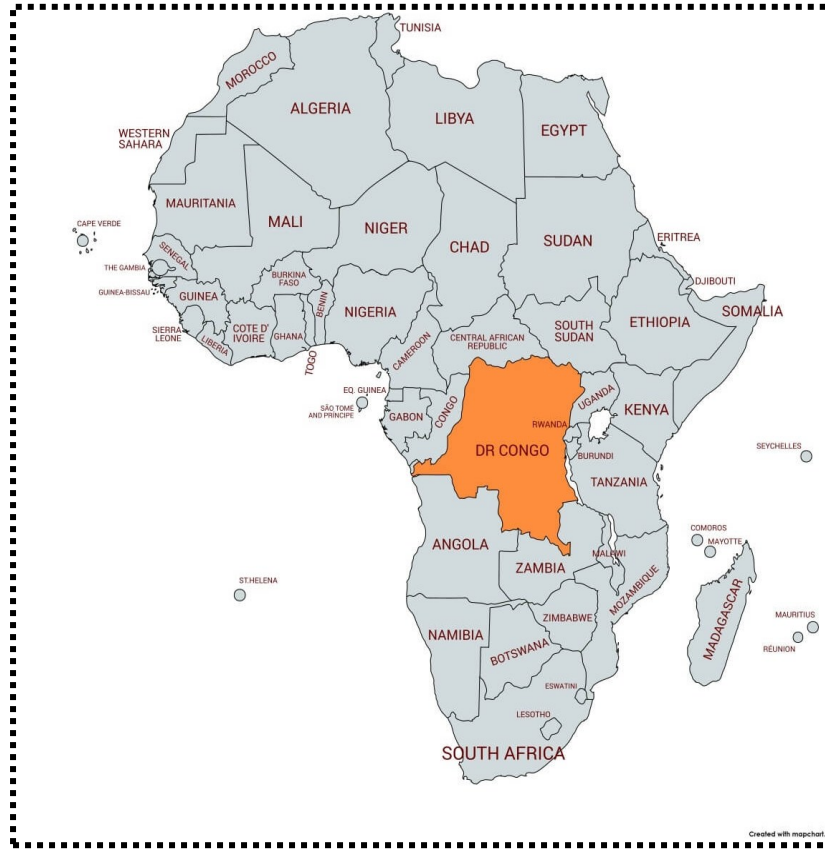 TUNISIA
MOROCCO
ALGERIA
LIBYA
EGYPT
WESTERN
SAHARA
MAURITANIA
MALI
NIGER
CHAD
SUDAN
ERITREA
CAPE VERDE
SENEGAL
THE GAMBIA
GUINEA-BISSAU
GUINEA
BURKINA
FASO
BENIN
NIGERIA
DJIBOUTI
SOMALIA
ETHIOPIA
SOUTH
SUDAN
CENTRAL AFRICAN
REPUBLIC
CAMEROON
SIERRA
LEONE
LIBERIA
COTE D'
IVOIRE
GHANA
TOGO
EQ. GUINEA
SÃO TOMÉ
AND PRÍNCIPE
GABON
CONGO
DR CONGO
UGANDA
KENYA
RWANDA
BURUNDI
TANZANIA
SEYCHELLES
COMOROS
MAYOTTE
ANGOLA
ZAMBIA
MALAWI
MOZAMBIQUE
MADAGASCAR
ST.HELENA
MAURITIUS
RÉUNION
NAMIBIA
BOTSWANA
ZIMBABWE
ESWATINI
LESOTHO
SOUTH AFRICA
Created with mapchart.